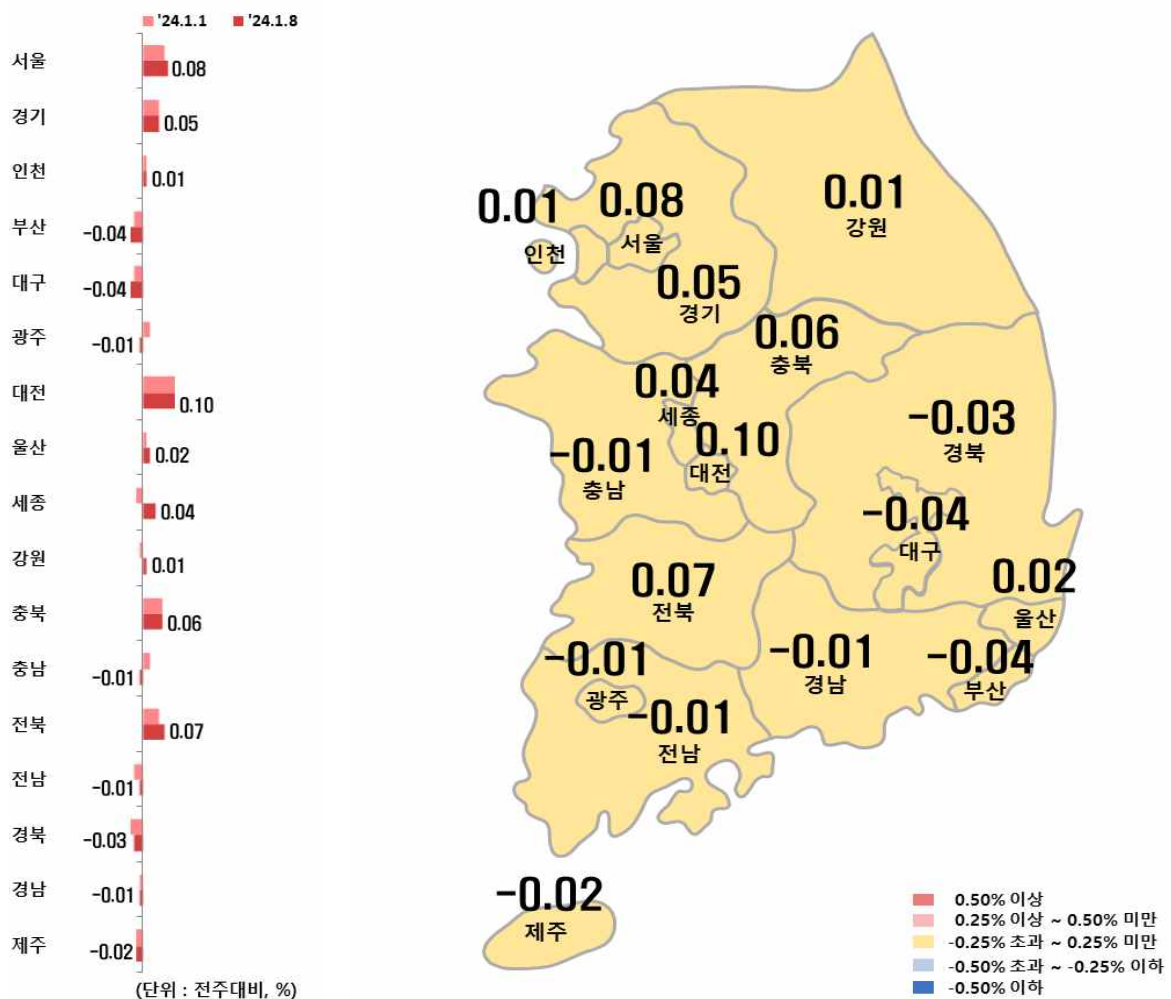 '24.1.1 '24.1.8
서울 0.08
경기 0.05
인천 0.01
부산 -0.04
대구 -0.04
광주 -0.01
대전 0.10
울산 0.02
세종 0.04
강원 0.01
충북 0.06
충남 -0.01
전북 0.07
전남 -0.01
경북 -0.03
경남 -0.01
제주 -0.02
(단위 : 전주대비, %)
0.01
인천
0.08
서울
0.01
강원
0.05
경기
0.06
충북
0.04
세종
-0.03
경북
0.10
대전
-0.01
충남
-0.04
대구
0.02
울산
0.07
전북
-0.01
경남
-0.04
부산
-0.01
광주
-0.01
전남
-0.02
제주
0.50% 이상
0.25% 이상 ~ 0.50% 미만
-0.25% 초과 ~ 0.25% 미만
-0.50% 초과 ~ -0.25% 이하
-0.50% 이하